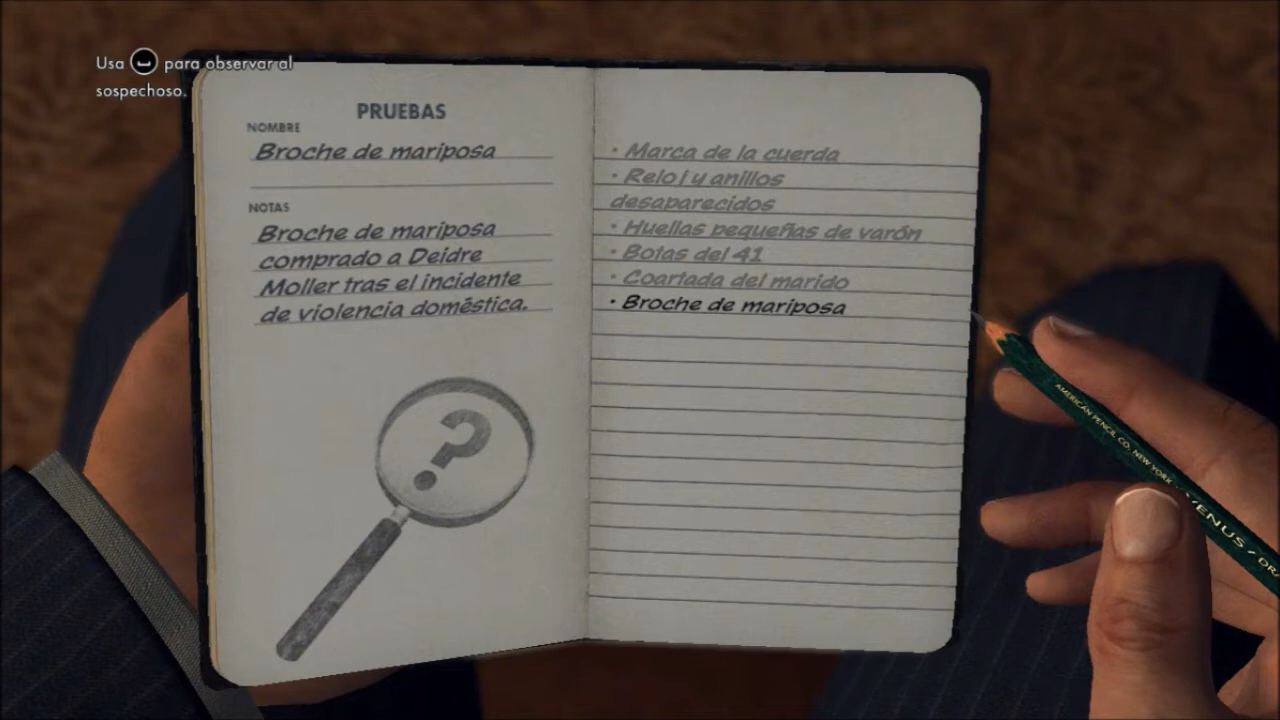 Usa para observar al
sospechoso.
PRUEBAS
NOMBRE
Broche de mariposa
NOTAS
Broche de mariposa
comprado a Deidre
Moller tras el incidente
de violencia doméstica.
?
· Marca de la cuerda
· Reloj y anillos
desaparecidos
· Huellas pequeñas de varón
· Botas del 41
· Coartada del marido
· Broche de mariposa
AMERICAN PENCIL CO. NEW YORK
VENUS / DRA